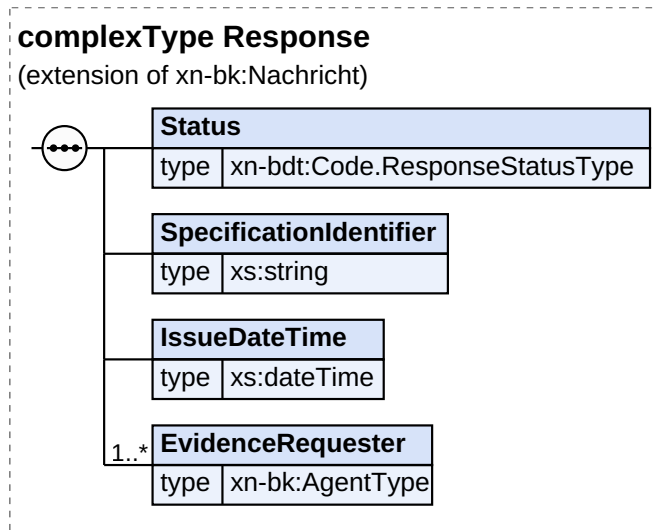 complexType Response
(extension of xn-bk:Nachricht)
Status
type xn-bdt:Code.ResponseStatusType
SpecificationIdentifier
type xs:string
IssueDateTime
type xs:dateTime
1..* EvidenceRequester
type xn-bk:AgentType